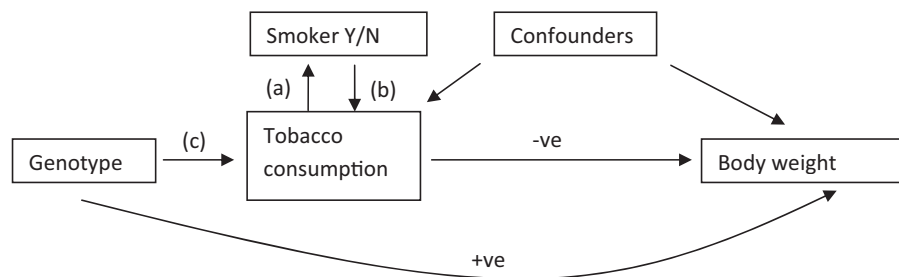 Smoker Y/N
Confounders
(a)
(b)
Genotype
(c)
Tobacco
consumption
-ve
Body weight
+ve